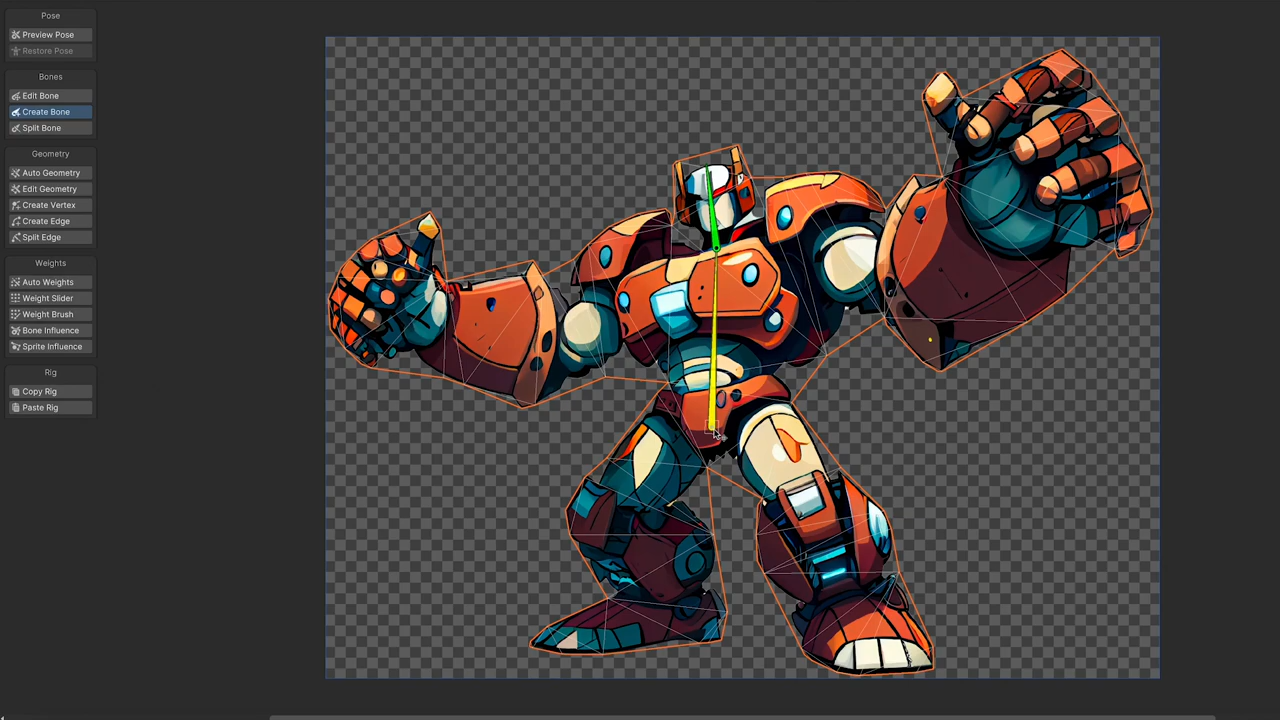 Pose
Preview Pose
Restore Pose
Bones
Edit Bone
Create Bone
Split Bone
Geometry
Auto Geometry
Edit Geometry
Create Vertex
Create Edge
Split Edge
Weights
Auto Weights
Weight Slider
Weight Brush
Bone Influence
Sprite Influence
Rig
Copy Rig
Paste Rig